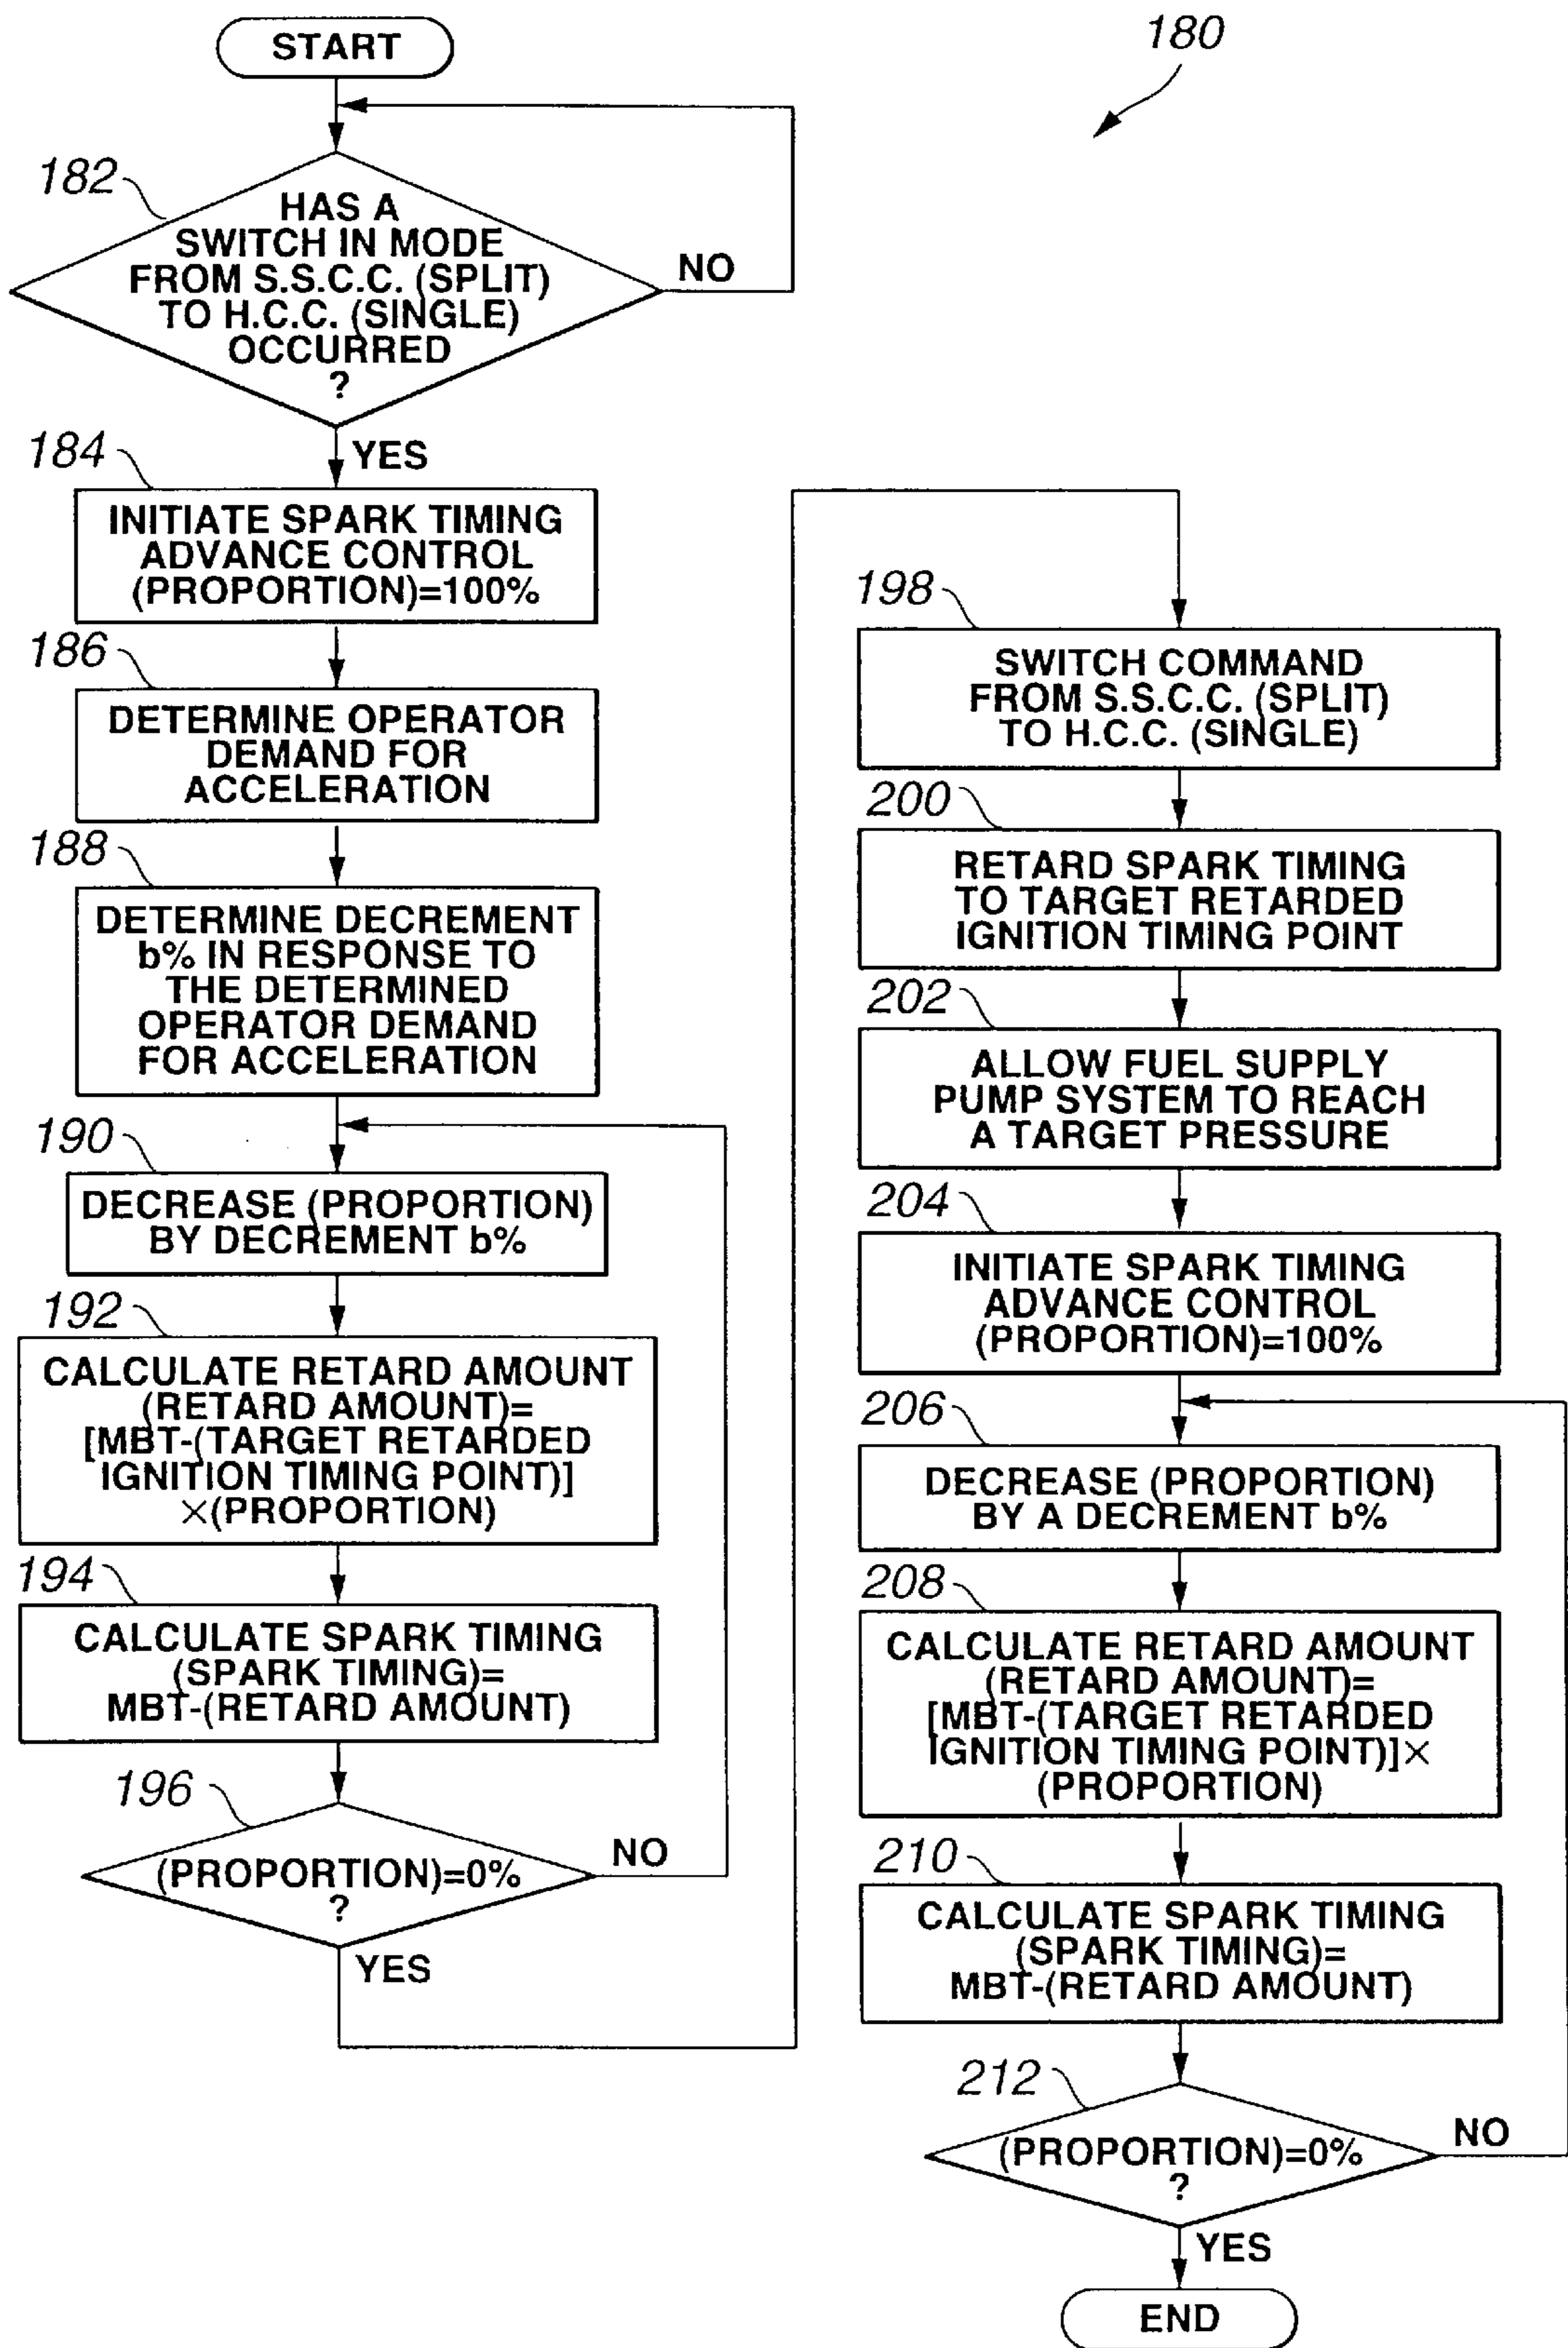 180
START
182
HAS A
SWITCH IN MODE
FROM S.S.C.C. (SPLIT)
TO H.C.C. (SINGLE)
OCCURRED
?
NO
YES
184
INITIATE SPARK TIMING
ADVANCE CONTROL
(PROPORTION)=100%
186
DETERMINE OPERATOR
DEMAND FOR
ACCELERATION
188
DETERMINE DECREMENT
b% IN RESPONSE TO
THE DETERMINED
OPERATOR DEMAND
FOR ACCELERATION
190
DECREASE (PROPORTION)
BY DECREMENT b%
192
CALCULATE RETARD AMOUNT
(RETARD AMOUNT)=
[MBT-(TARGET RETARDED
IGNITION TIMING POINT)]
×(PROPORTION)
194
CALCULATE SPARK TIMING
(SPARK TIMING)=
MBT-(RETARD AMOUNT)
196
(PROPORTION)=0%
?
NO
YES
198
SWITCH COMMAND
FROM S.S.C.C. (SPLIT)
TO H.C.C. (SINGLE)
200
RETARD SPARK TIMING
TO TARGET RETARDED
IGNITION TIMING POINT
202
ALLOW FUEL SUPPLY
PUMP SYSTEM TO REACH
A TARGET PRESSURE
204
INITIATE SPARK TIMING
ADVANCE CONTROL
(PROPORTION)=100%
206
DECREASE (PROPORTION)
BY A DECREMENT b%
208
CALCULATE RETARD AMOUNT
(RETARD AMOUNT)=
[MBT-(TARGET RETARDED
IGNITION TIMING POINT)]×
(PROPORTION)
210
CALCULATE SPARK TIMING
(SPARK TIMING)=
MBT-(RETARD AMOUNT)
212
(PROPORTION)=0%
?
NO
YES
END